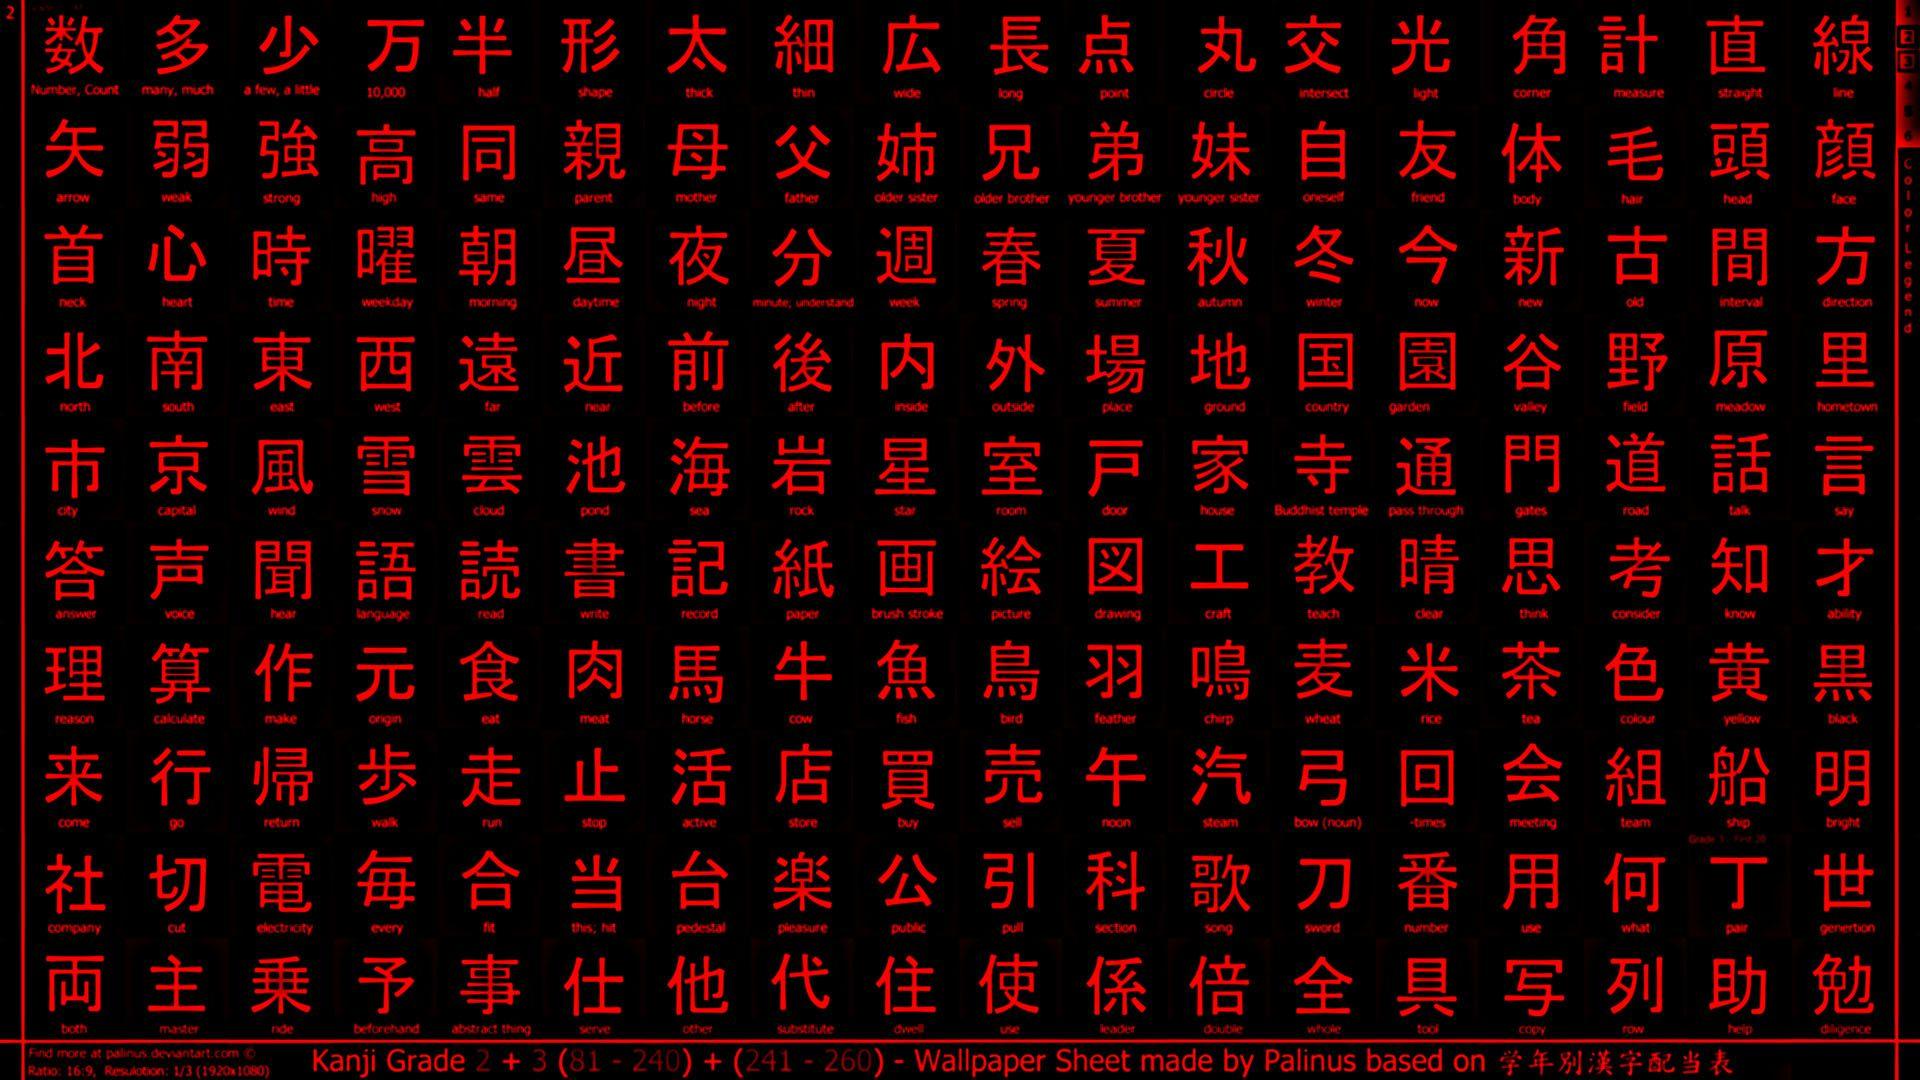 2
数 多 少 万 半 形 太 細 広 長 点 丸 交 光 角 計 直 線
Number, Count many, much a few, a little 10,000 half shape thick thin wide long point circle intersect light corner measure straight line
矢 弱 強 高 同 親 母 父 姉 兄 弟 妹 自 友 体 毛 頭 顔
arrow weak strong high same parent mother father older sister older brother younger brother younger sister oneself friend body hair head face
首 心 時 曜 朝 昼 夜 分 週 春 夏 秋 冬 今 新 古 間 方
neck heart time weekday morning daytime night minute; understand week spring summer autumn winter now new old interval direction
北 南 東 西 遠 近 前 後 内 外 場 地 国 園 谷 野 原 里
north south east west far near before after inside outside place ground country garden valley field meadow hometown
市 京 風 雪 雲 池 海 岩 星 室 戸 家 寺 通 門 道 話 言
city capital wind snow cloud pond sea rock star room door house Buddhist temple pass through gates road talk say
答 声 聞 語 読 書 記 紙 画 絵 図 工 教 晴 思 考 知 才
answer voice hear language read write record paper brush stroke picture drawing craft teach clear think consider know ability
理 算 作 元 食 肉 馬 牛 魚 鳥 羽 鳴 麦 米 茶 色 黄 黒
reason calculate make origin eat meat horse cow fish bird feather chirp wheat rice tea colour yellow black
来 行 帰 歩 走 止 活 店 買 売 午 汽 弓 回 会 組 船 明
come go return walk run stop active store buy sell noon steam bow (noun) -times meeting team ship bright
社 切 電 毎 合 当 台 楽 公 引 科 歌 刀 番 用 何 丁 世
company cut electricity every fit this; hit pedestal pleasure public pull section song sword number use what pair genertion
両 主 乗 予 事 仕 他 代 住 使 係 倍 全 具 写 列 助 勉
both master ride beforehand abstract thing serve other substitute dwell use leader double whole tool copy row help diligence
Find more at palinus.deviantart.com ©
Ratio: 16:9, Resulotion: 1/3 (1920x1080)
Kanji Grade 2 + 3 (81 - 240) + (241 - 260) - Wallpaper Sheet made by Palinus based on 学年別漢字配当表
2
3
6
Color Legend